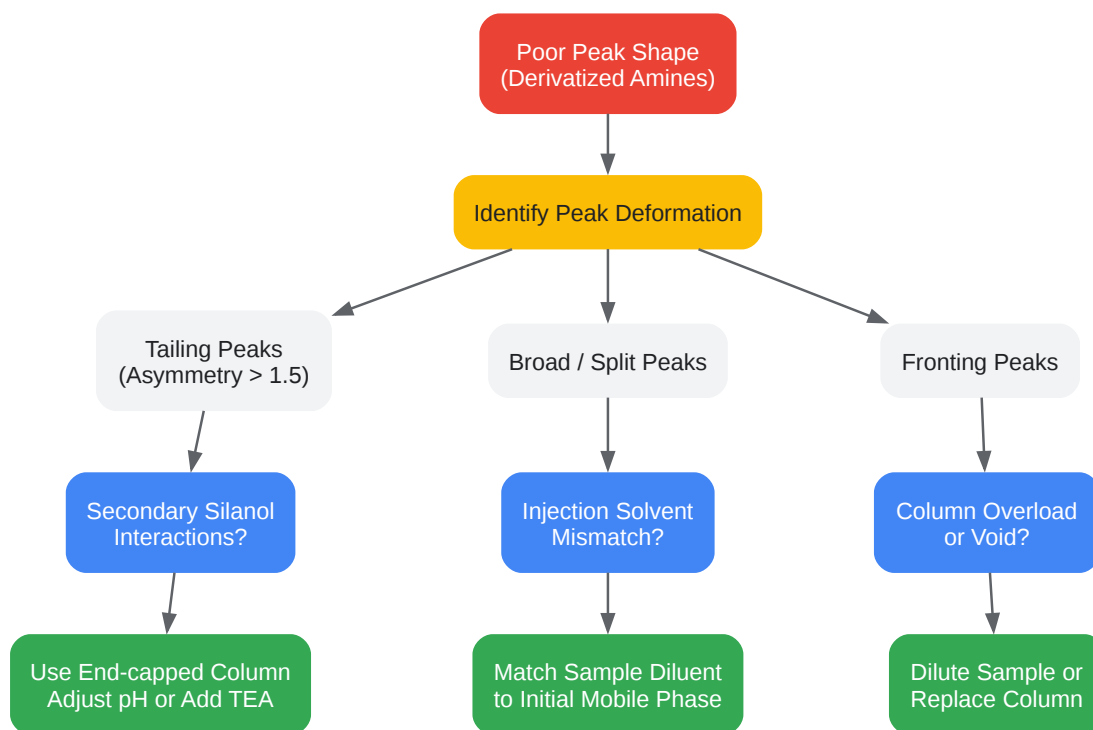 Poor Peak Shape
(Derivatized Amines)
Identify Peak Deformation
Tailing Peaks
(Asymmetry > 1.5)
Broad / Split Peaks
Fronting Peaks
Secondary Silanol
Interactions?
Injection Solvent
Mismatch?
Column Overload
or Void?
Use End-capped Column
Adjust pH or Add TEA
Match Sample Diluent
to Initial Mobile Phase
Dilute Sample or
Replace Column